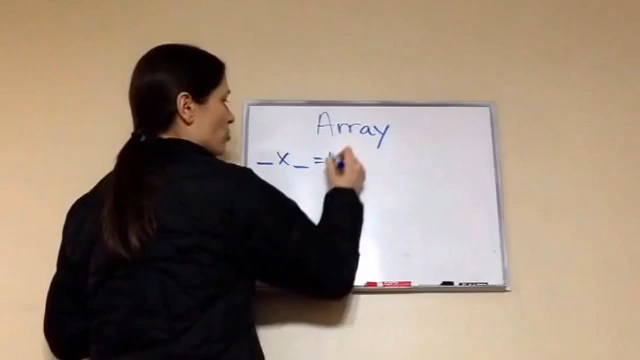 Array
_ x _ =